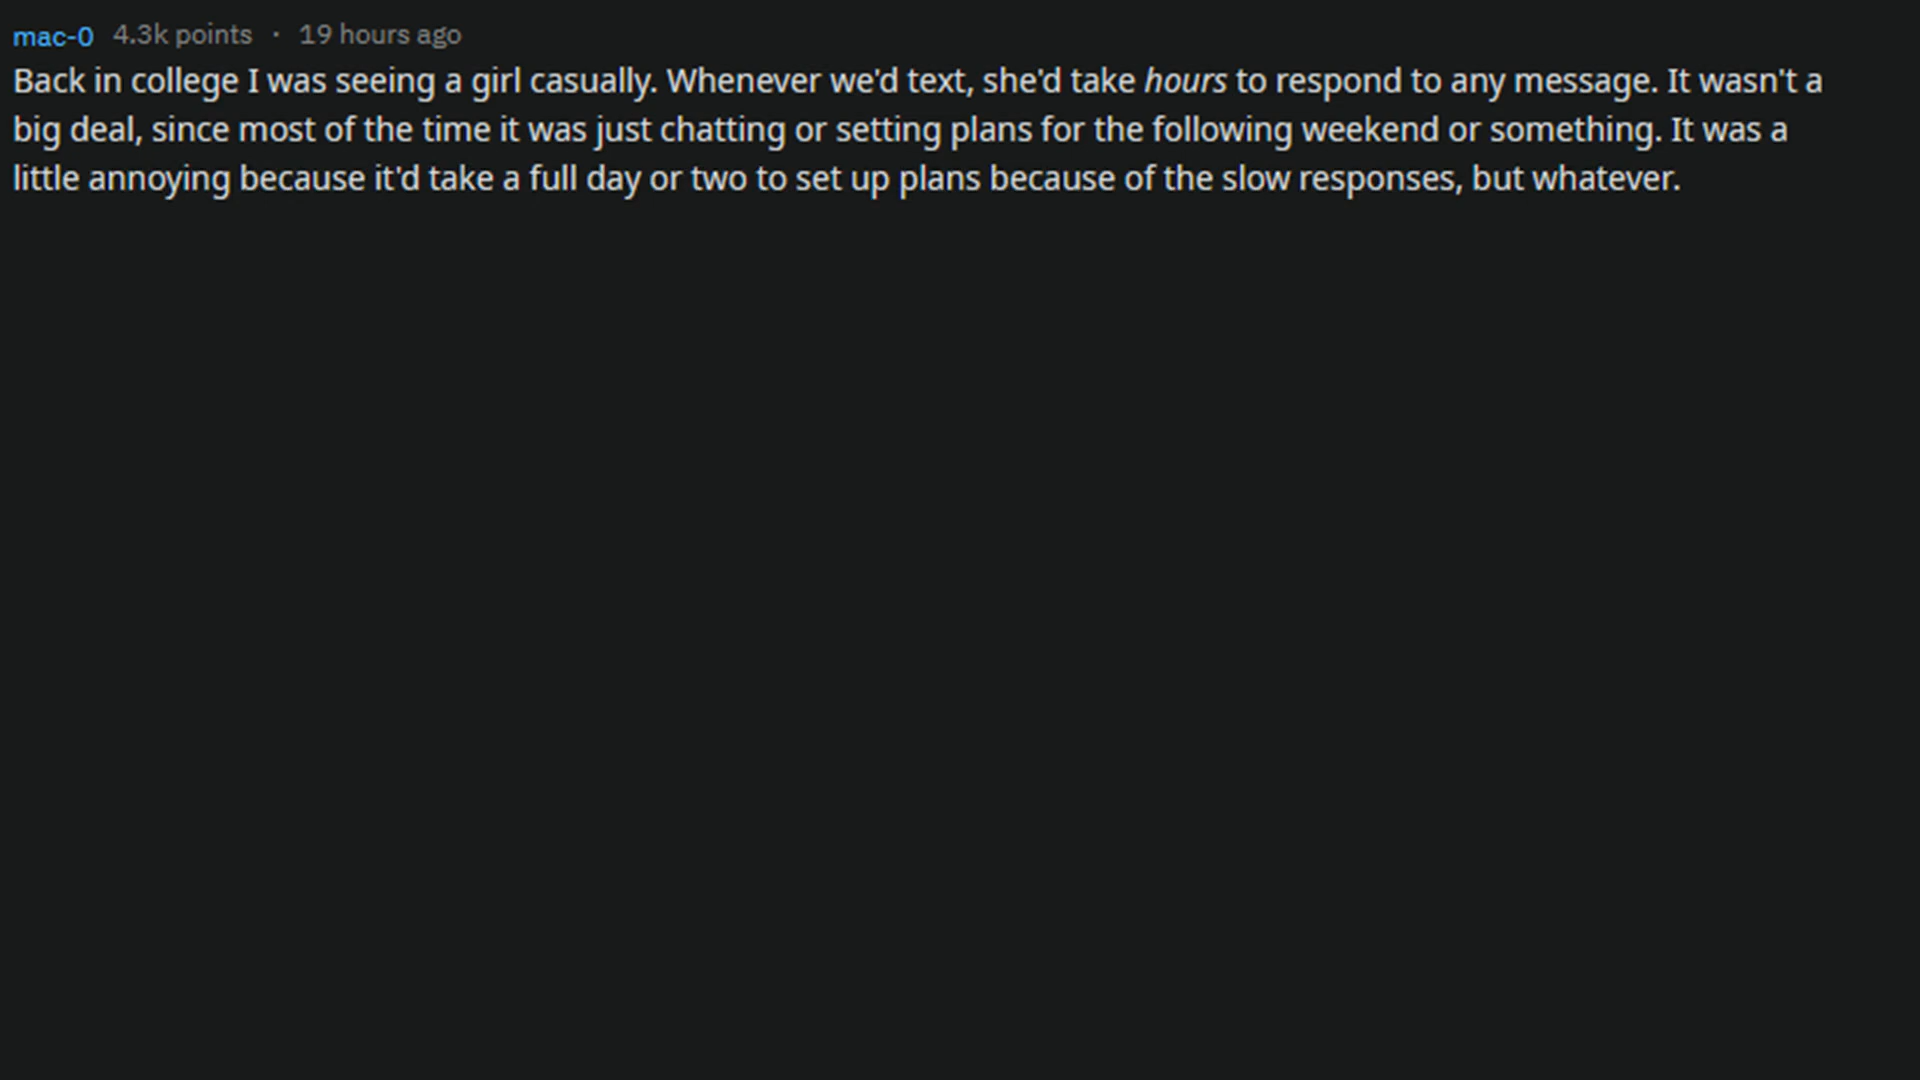 mac-0 4.3k points · 19 hours ago
Back in college I was seeing a girl casually. Whenever we'd text, she'd take hours to respond to any message. It wasn't a
big deal, since most of the time it was just chatting or setting plans for the following weekend or something. It was a
little annoying because it'd take a full day or two to set up plans because of the slow responses, but whatever.